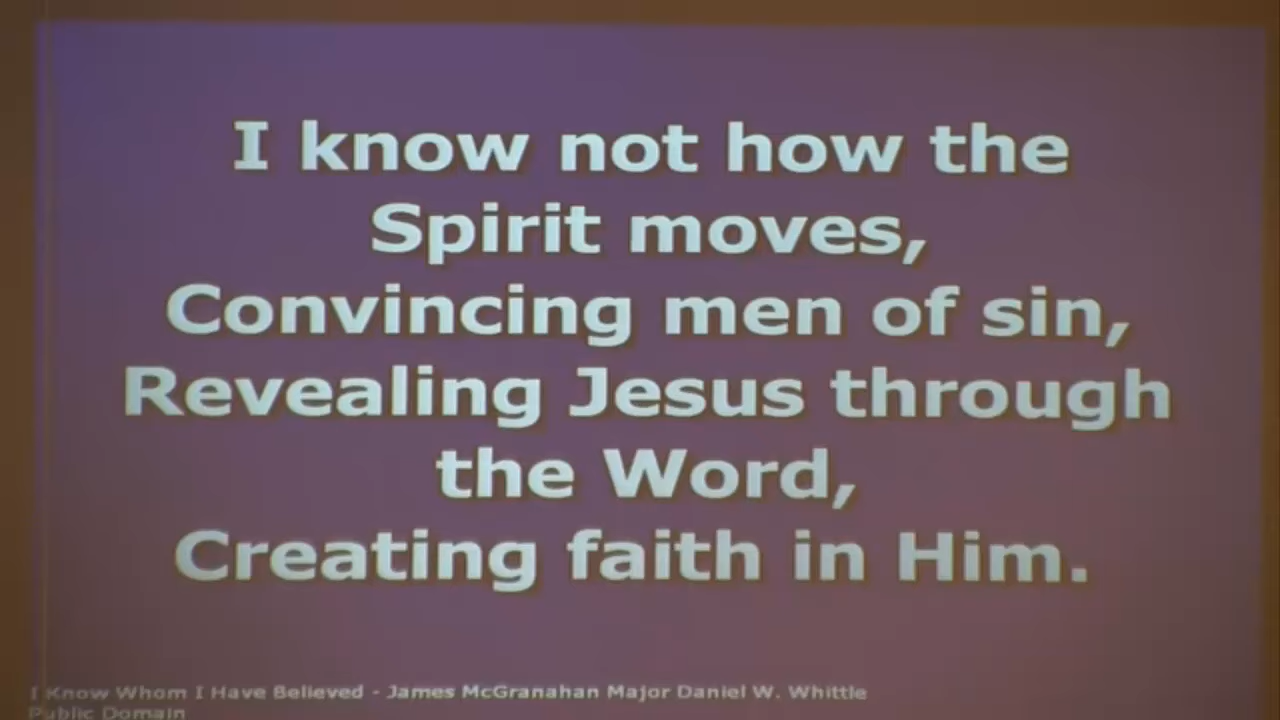 I know not how the
Spirit moves,
Convincing men of sin,
Revealing Jesus through
the Word,
Creating faith in Him.
I Know Whom I Have Believed - James McGranahan Major Daniel W. Whittle
Public Domain